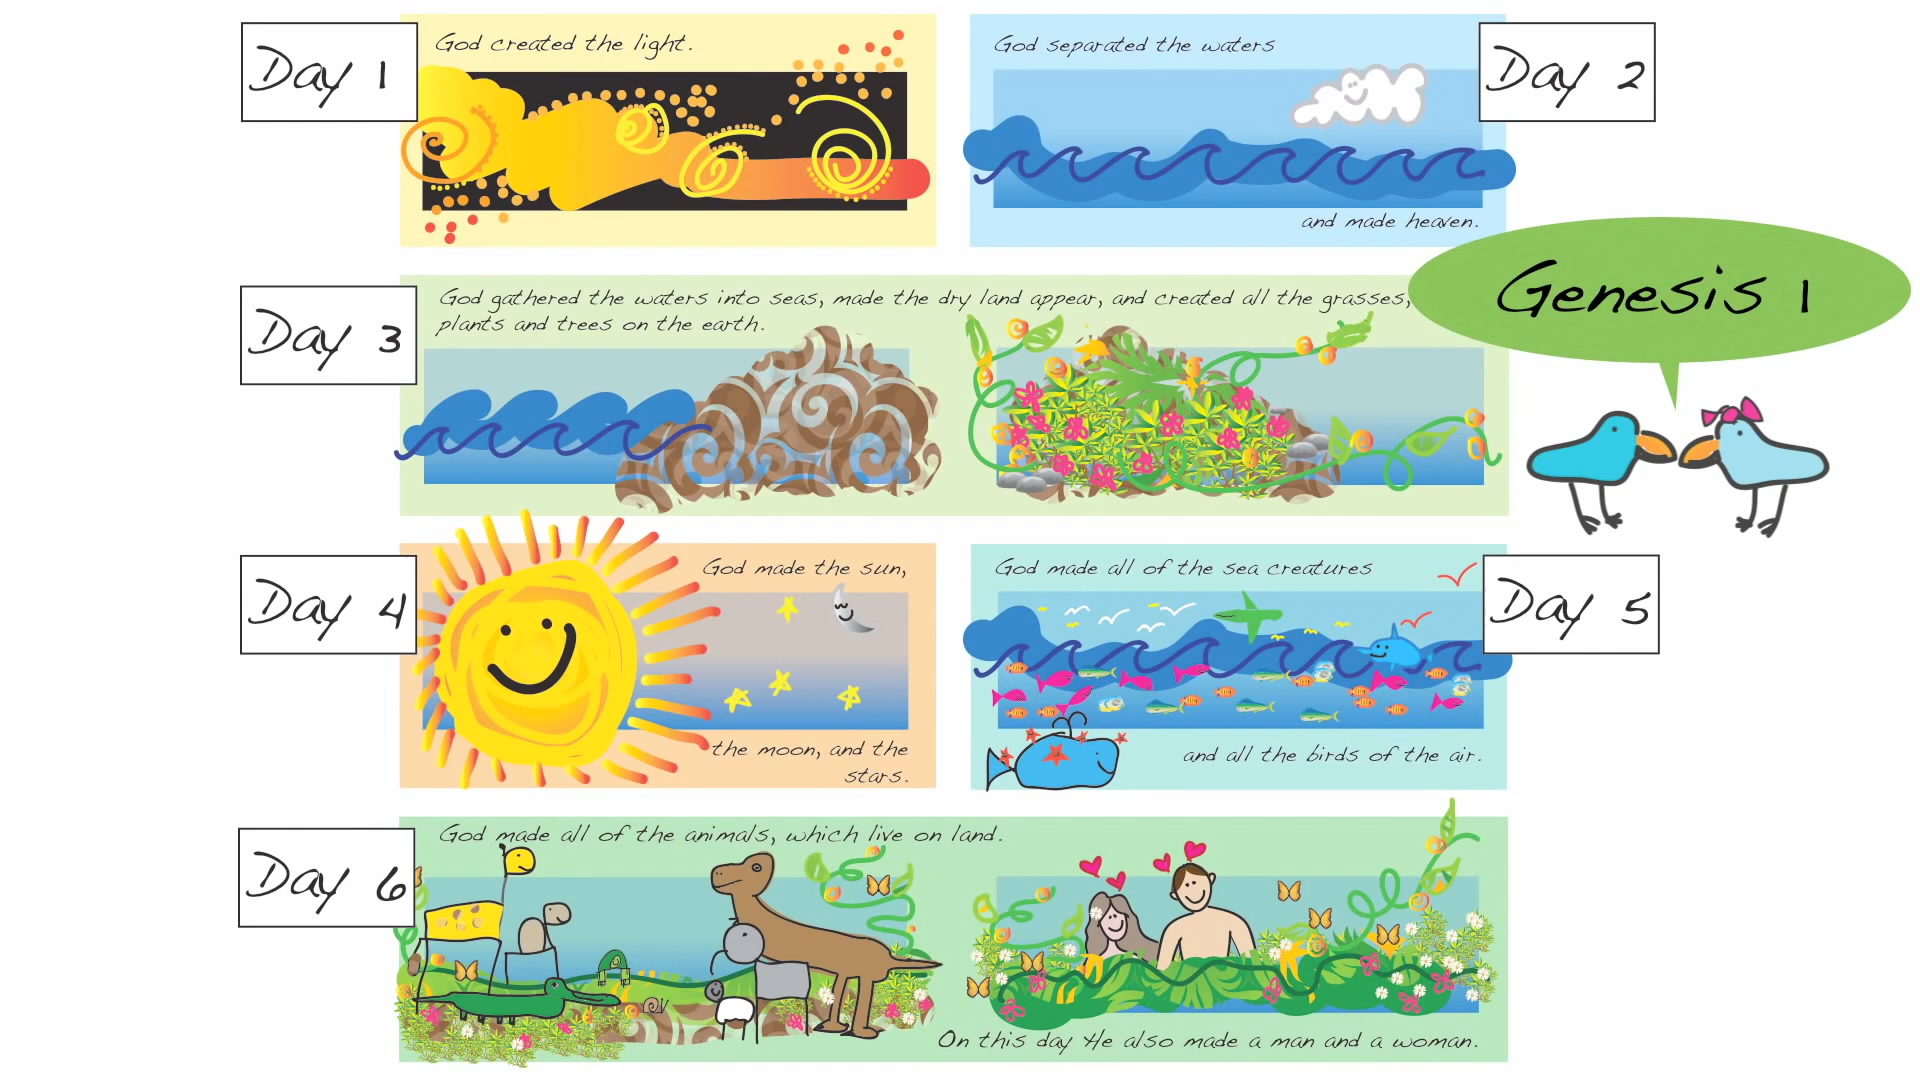 Day 1
God created the light.
God separated the waters
Day 2
and made heaven.
Genesis 1
Day 3
God gathered the waters into seas, made the dry land appear, and created all the grasses,
plants and trees on the earth.
Day 4
God made the sun,
the moon, and the
stars.
God made all of the sea creatures
Day 5
and all the birds of the air.
Day 6
God made all of the animals, which live on land.
On this day He also made a man and a woman.